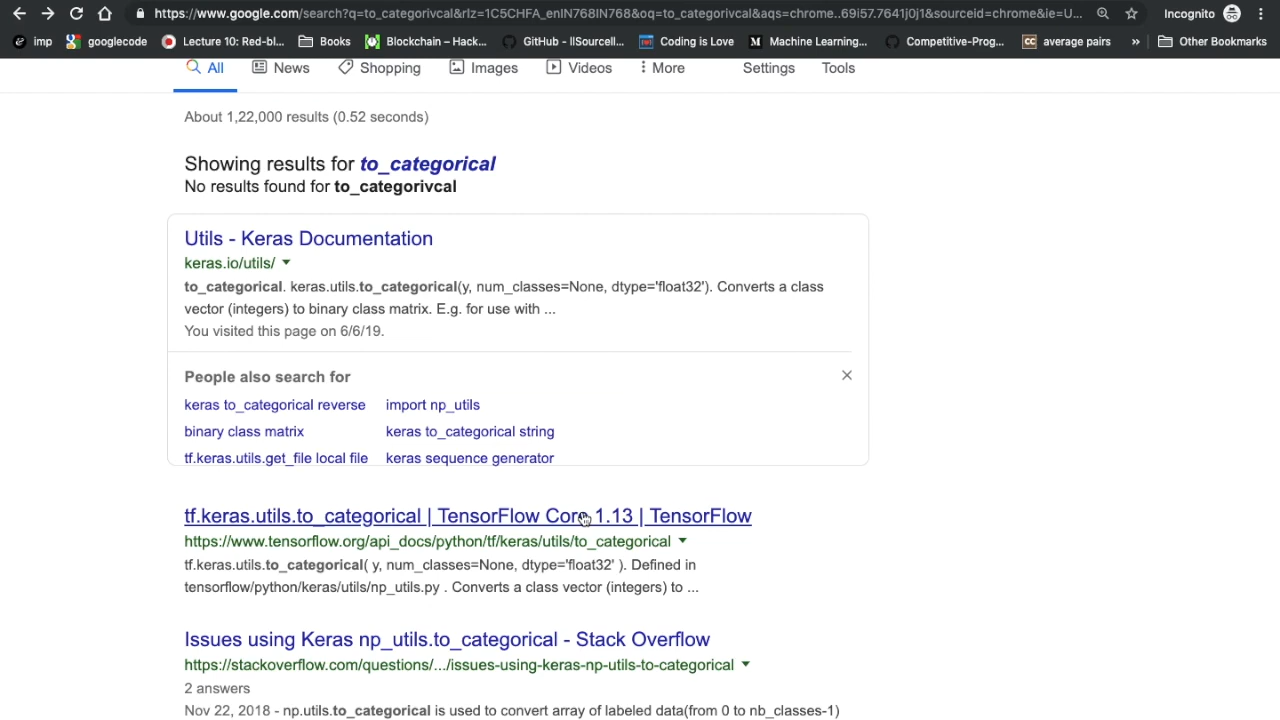 https://www.google.com/search?q=to_categorivcal&rlz=1C5CHFA_enIN768IN768&oq=to_categorivcal&aqs=chrome..69i57.7641j0j1&sourceid=chrome&ie=U... Incognito
imp googlecode Lecture 10: Red-bl... Books Blockchain – Hack... GitHub - llSourcell... Coding is Love Machine Learning... Competitive-Prog... CC average pairs » Other Bookmarks
All News Shopping Images Videos More Settings Tools
About 1,22,000 results (0.52 seconds)
Showing results for to_categorical
No results found for to_categorivcal
Utils - Keras Documentation
keras.io/utils/
to_categorical. keras.utils.to_categorical(y, num_classes=None, dtype='float32'). Converts a class
vector (integers) to binary class matrix. E.g. for use with ...
You visited this page on 6/6/19.
People also search for
keras to_categorical reverse import np_utils
binary class matrix keras to_categorical string
tf.keras.utils.get_file local file keras sequence generator
tf.keras.utils.to_categorical | TensorFlow Core 1.13 | TensorFlow
https://www.tensorflow.org/api_docs/python/tf/keras/utils/to_categorical
tf.keras.utils.to_categorical( y, num_classes=None, dtype='float32' ). Defined in
tensorflow/python/keras/utils/np_utils.py . Converts a class vector (integers) to ...
Issues using Keras np_utils.to_categorical - Stack Overflow
https://stackoverflow.com/questions/.../issues-using-keras-np-utils-to-categorical
2 answers
Nov 22, 2018 - np.utils.to_categorical is used to convert array of labeled data(from 0 to nb_classes-1)